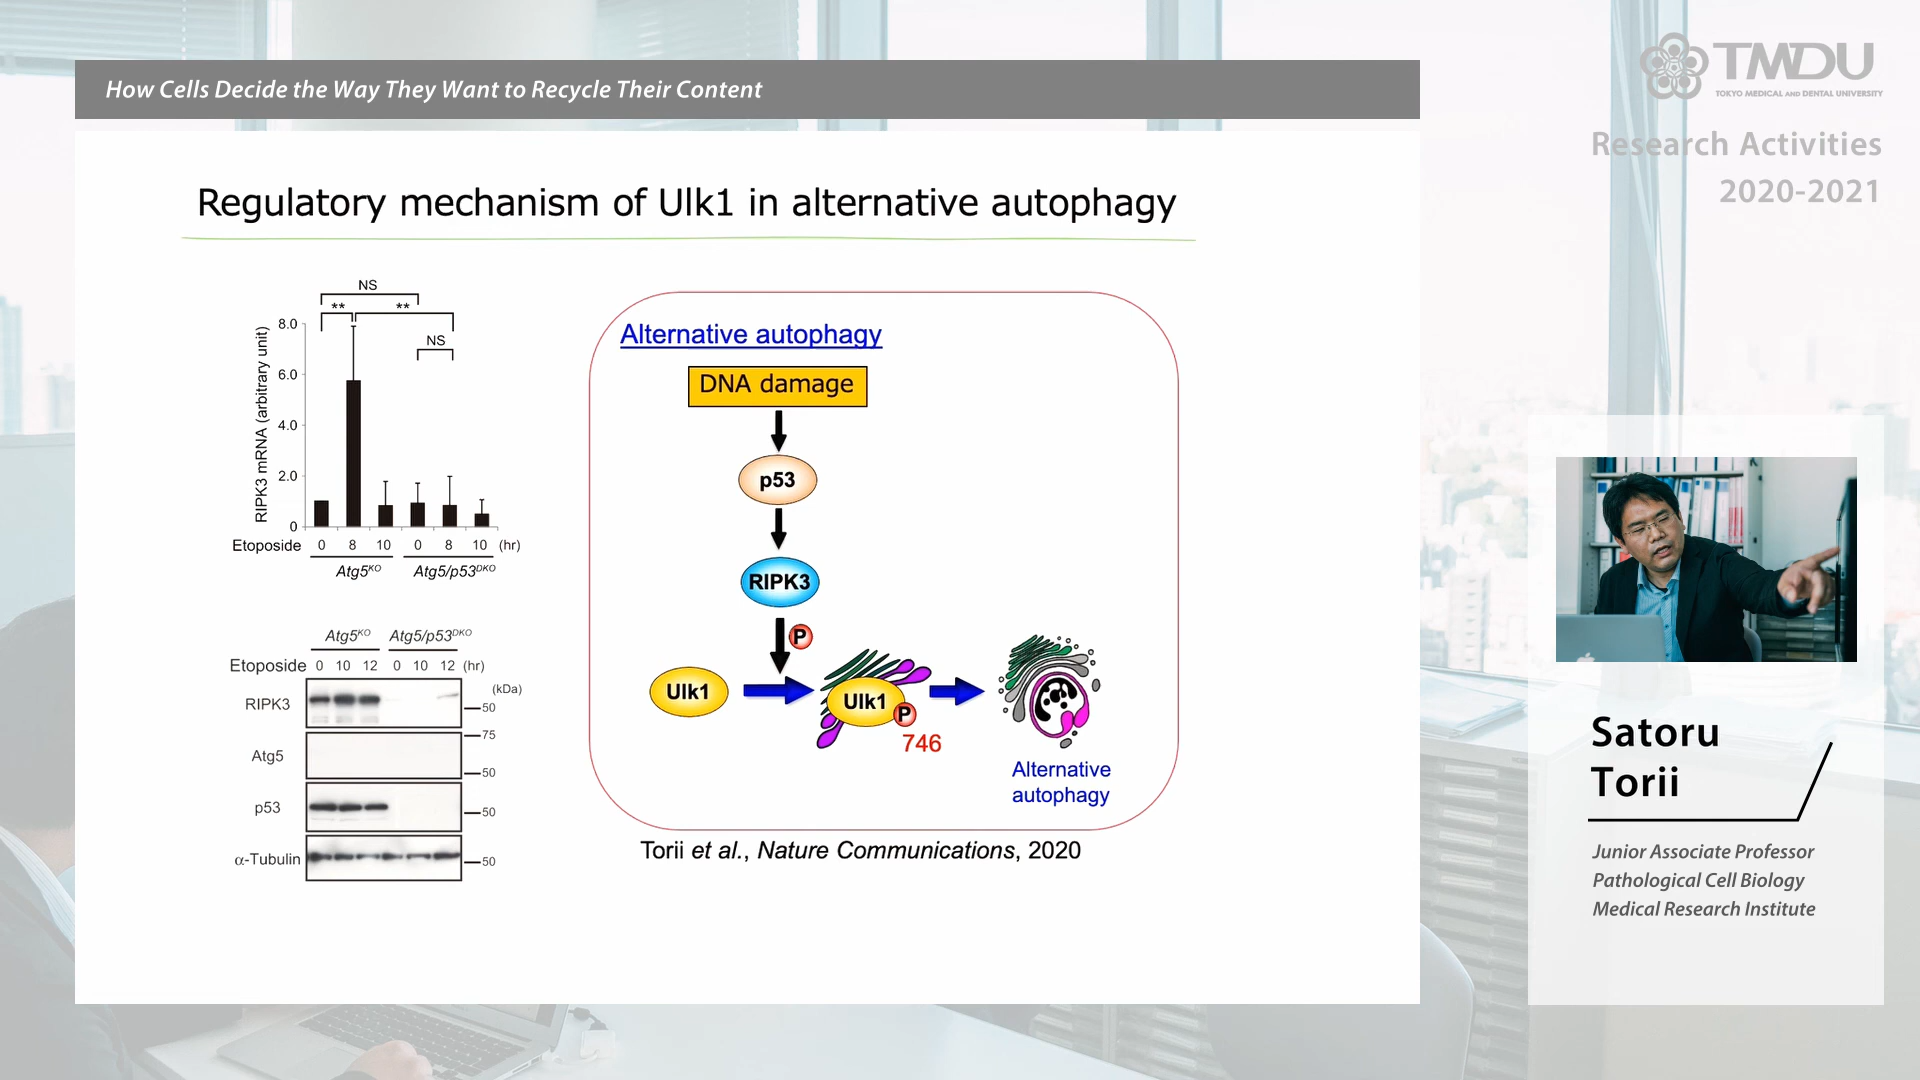 How Cells Decide the Way They Want to Recycle Their Content
TMDU
TOKYO MEDICAL AND DENTAL UNIVERSITY
Research Activities
2020-2021
Regulatory mechanism of Ulk1 in alternative autophagy
NS
** **
NS
RIPK3 mRNA (arbitrary unit)
8.0
6.0
4.0
2.0
0
Etoposide 0 8 10 0 8 10 (hr)
Atg5KO Atg5/p53DKO
Atg5KO Atg5/p53DKO
Etoposide 0 10 12 0 10 12 (hr)
(kDa)
RIPK3 50
75
Atg5
50
p53 50
α-Tubulin 50
Alternative autophagy
DNA damage
p53
RIPK3
P
Ulk1
Ulk1
P
746
Alternative
autophagy
Torii et al., Nature Communications, 2020
Satoru
Torii
Junior Associate Professor
Pathological Cell Biology
Medical Research Institute